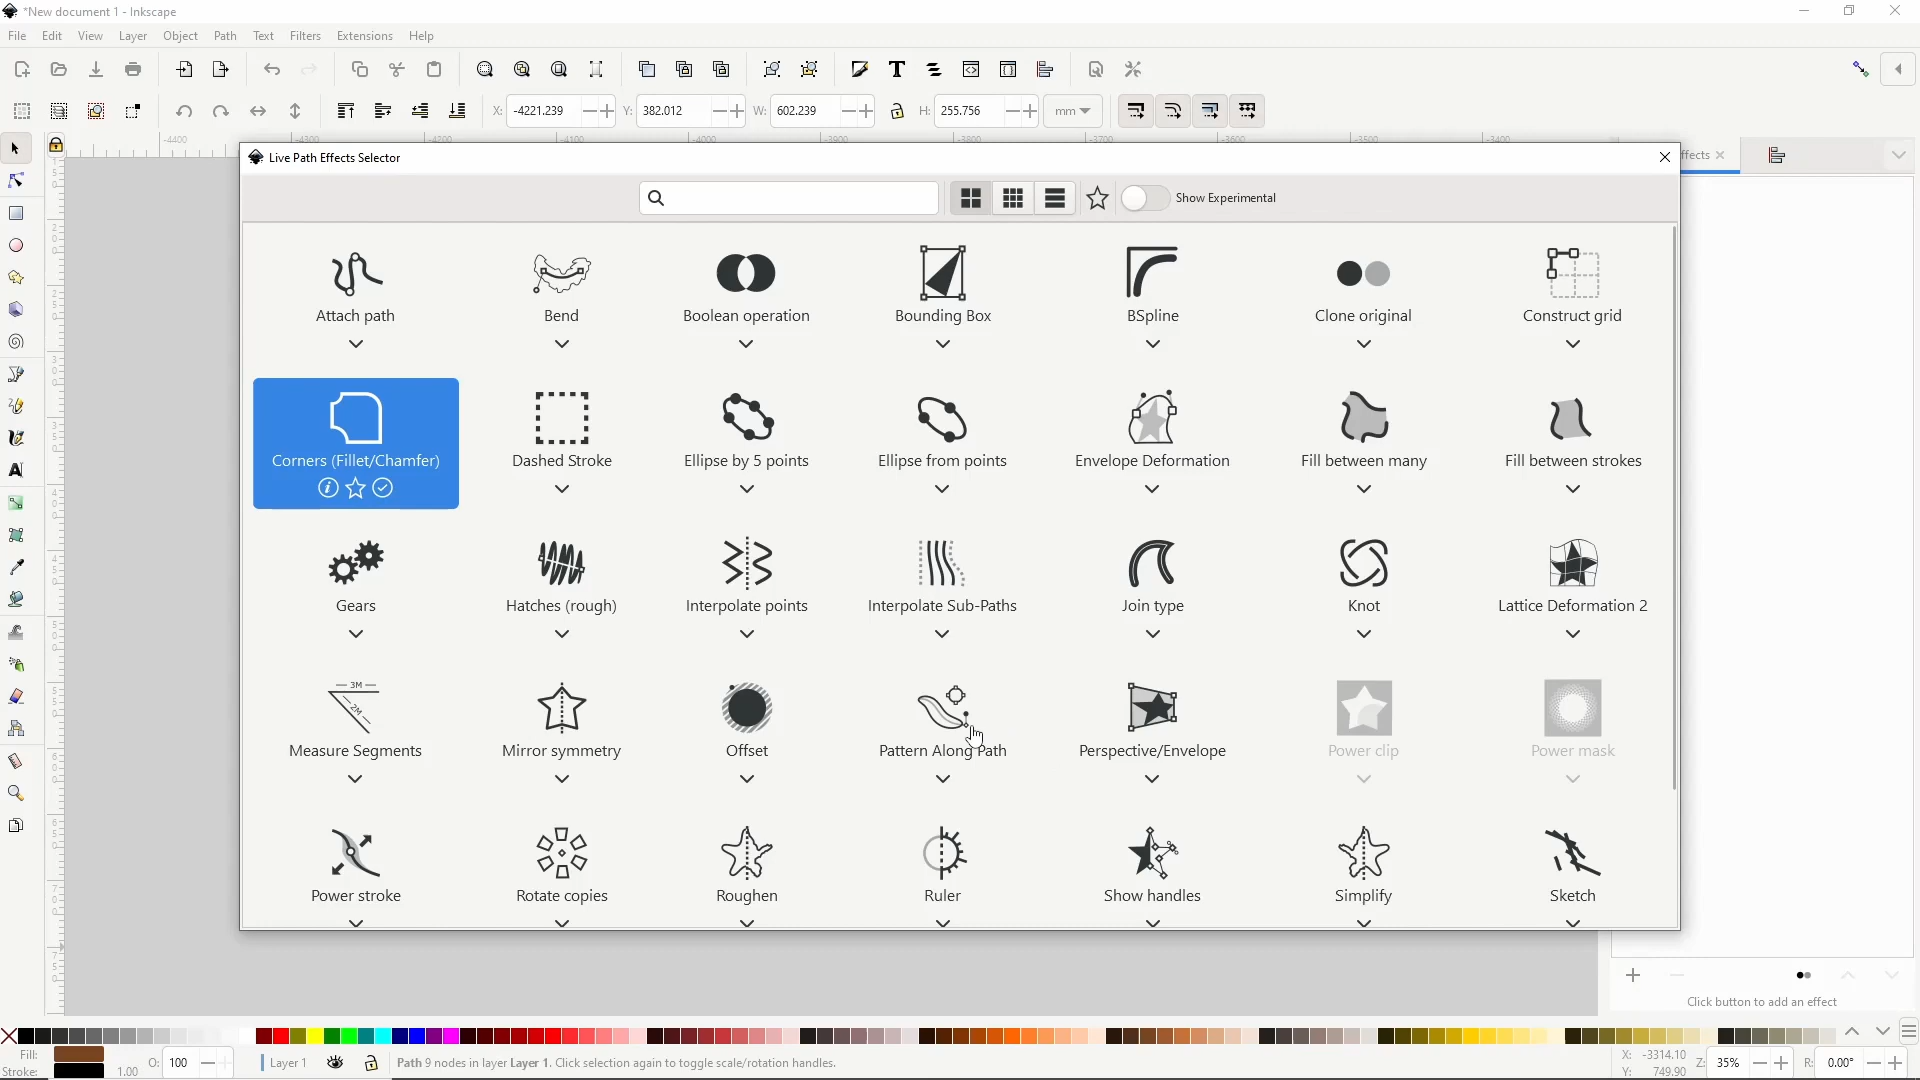 *New document 1 - Inkscape
File Edit View Layer Object Path Text Filters Extensions Help
X: -4221.239 Y: 382.012 W: 602.239 H: 255.756 mm
Live Path Effects Selector
ffects
Show Experimental
Attach path Bend Boolean operation Bounding Box BSpline Clone original Construct grid
Corners (Fillet/Chamfer) Dashed Stroke Ellipse by 5 points Ellipse from points Envelope Deformation Fill between many Fill between strokes
Gears Hatches (rough) Interpolate points Interpolate Sub-Paths Join type Knot Lattice Deformation 2
3M
2M
Measure Segments Mirror symmetry Offset Pattern Along Path Perspective/Envelope Power clip Power mask
Power stroke Rotate copies Roughen Ruler Show handles Simplify Sketch
Click button to add an effect
Fill: O: 100 Layer 1 Path 9 nodes in layer Layer 1. Click selection again to toggle scale/rotation handles. X: -3314.10 Z: 35% R: 0.00°
Stroke: 1.00 Y: 749.90